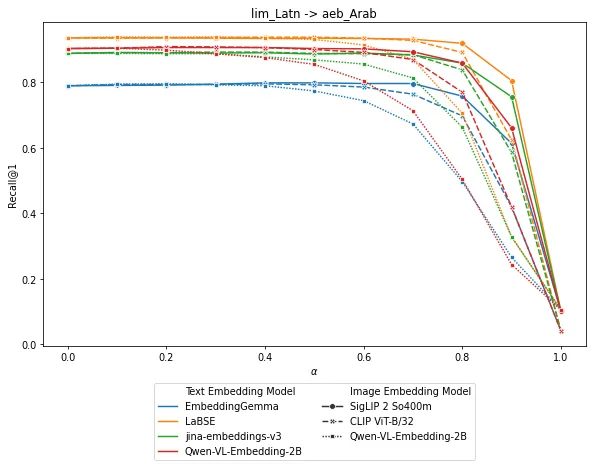 lim_Latn -> aeb_Arab
Recall@1
0.8
0.6
0.4
0.2
0.0
0.0 0.2 0.4 0.6 0.8 1.0
α
Text Embedding Model
EmbeddingGemma
LaBSE
jina-embeddings-v3
Qwen-VL-Embedding-2B
Image Embedding Model
SigLIP 2 So400m
CLIP ViT-B/32
Qwen-VL-Embedding-2B